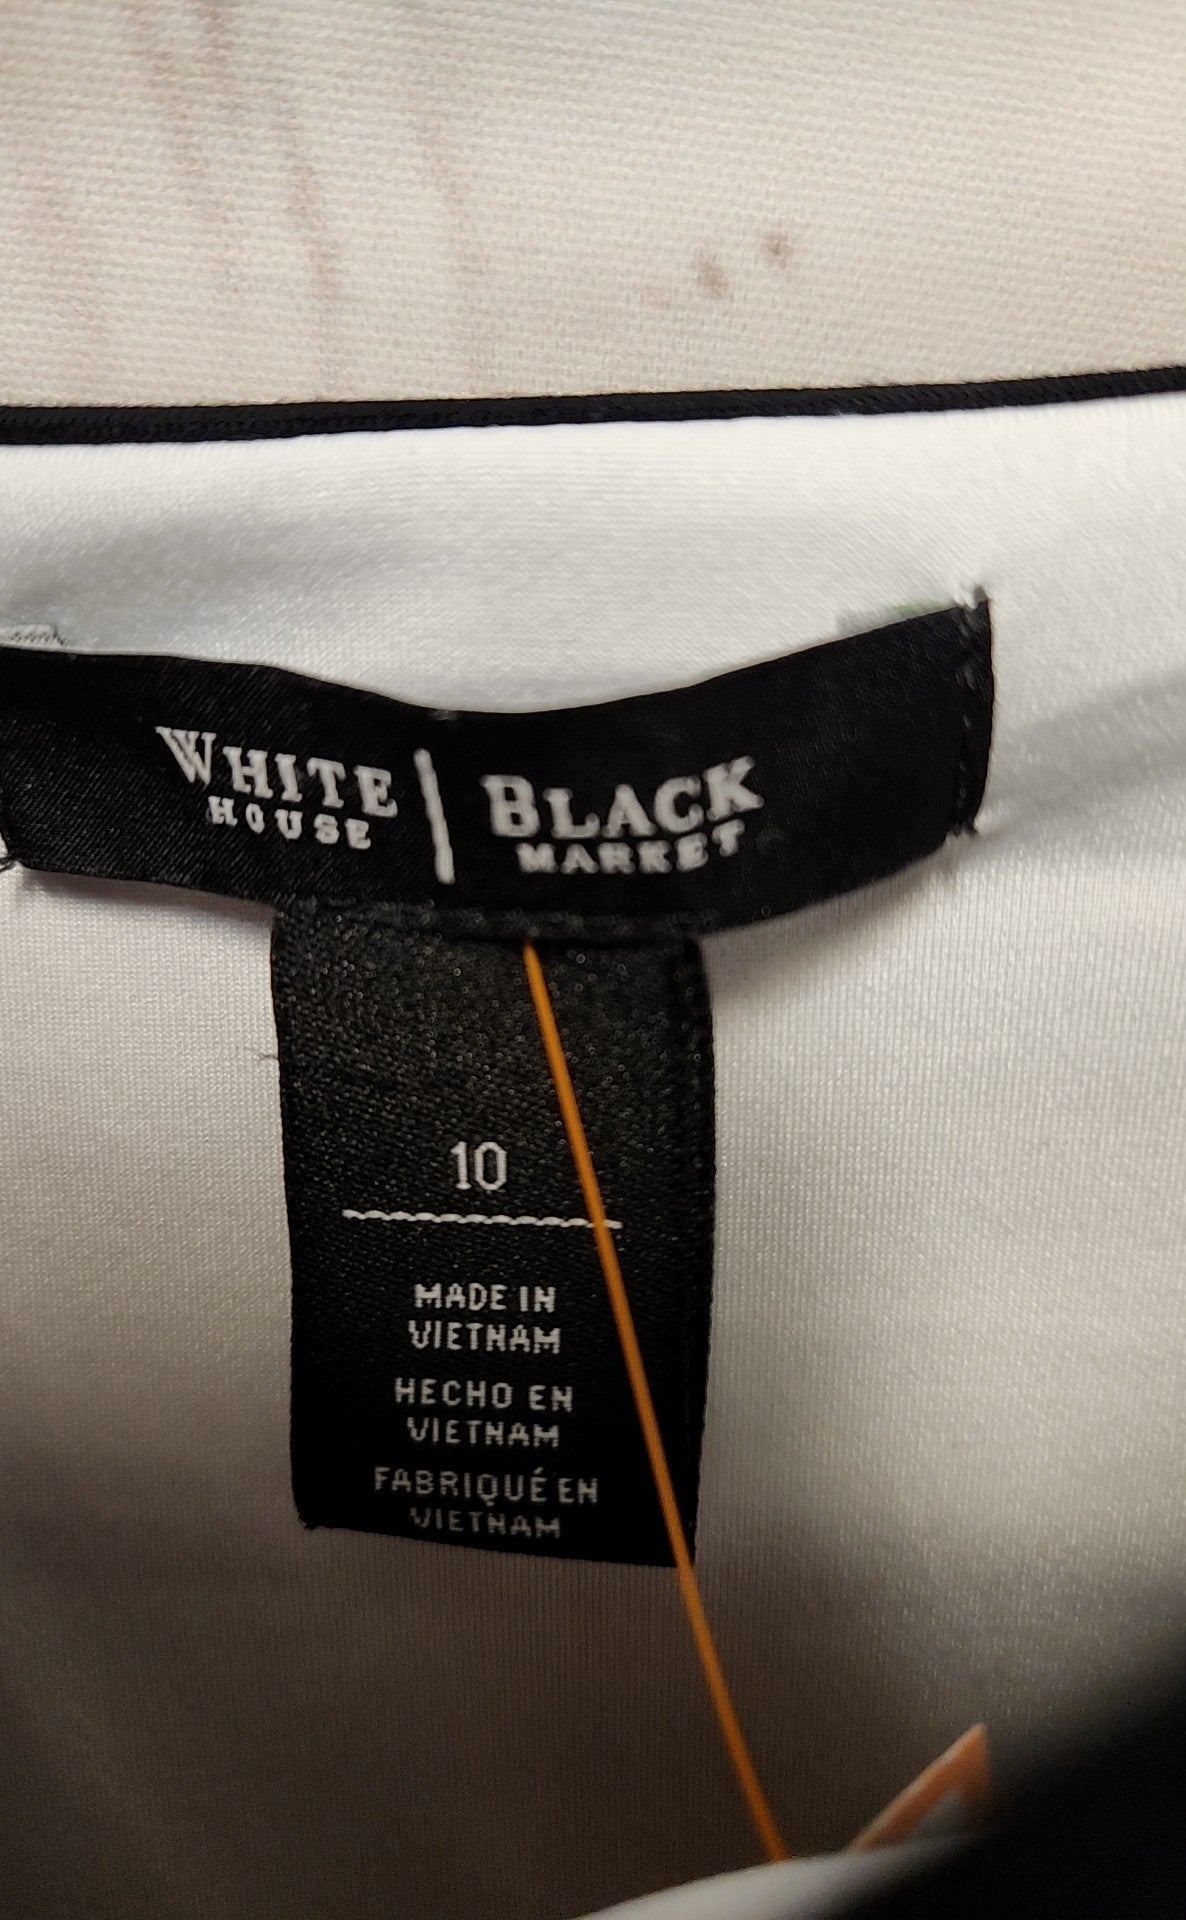 WHITE | BLACK
HOUSE MARKET
10
MADE IN
VIETNAM
HECHO EN
VIETNAM
FABRIQUÉ EN
VIETNAM